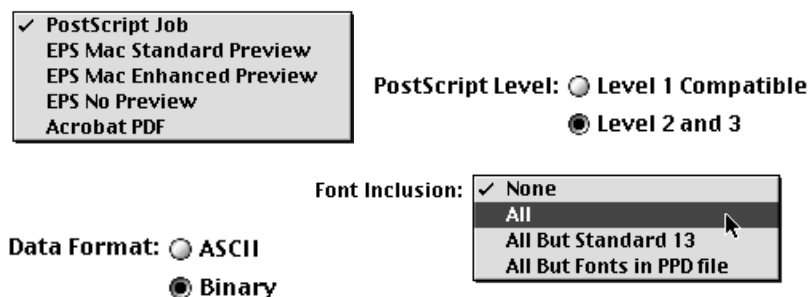 ✓ PostScript Job
EPS Mac Standard Preview
EPS Mac Enhanced Preview
EPS No Preview
Acrobat PDF
PostScript Level: Level 1 Compatible
Level 2 and 3
Font Inclusion: ✓ None
All
All But Standard 13
All But Fonts in PPD file
Data Format: ASCII
Binary